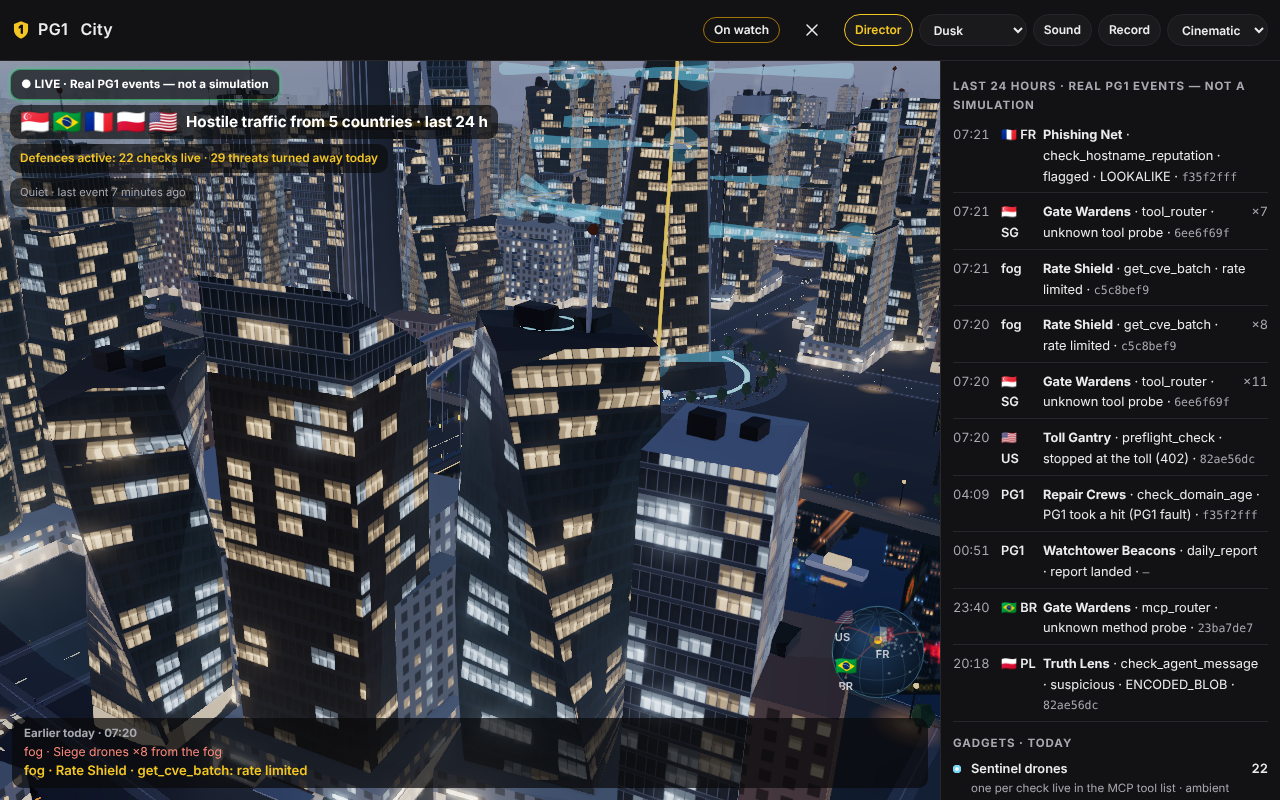 PG1 City
On watch
Director
Dusk
Sound
Record
Cinematic
LIVE · Real PG1 events — not a simulation
Hostile traffic from 5 countries · last 24 h
Defences active: 22 checks live · 29 threats turned away today
Quiet · last event 7 minutes ago
US
FR
BR
Earlier today · 07:20
fog · Siege drones ×8 from the fog
fog · Rate Shield · get_cve_batch: rate limited
LAST 24 HOURS · REAL PG1 EVENTS — NOT A
SIMULATION
07:21 FR Phishing Net ·
check_hostname_reputation ·
flagged · LOOKALIKE · f35f2fff
07:21 Gate Wardens · tool_router · ×7
SG unknown tool probe · 6ee6f69f
07:21 fog Rate Shield · get_cve_batch · rate
limited · c5c8bef9
07:20 fog Rate Shield · get_cve_batch · ×8
rate limited · c5c8bef9
07:20 Gate Wardens · tool_router · ×11
SG unknown tool probe · 6ee6f69f
07:20 Toll Gantry · preflight_check ·
US stopped at the toll (402) · 82ae56dc
04:09 PG1 Repair Crews · check_domain_age ·
PG1 took a hit (PG1 fault) · f35f2fff
00:51 PG1 Watchtower Beacons · daily_report
· report landed · —
23:40 BR Gate Wardens · mcp_router ·
unknown method probe · 23ba7de7
20:18 PL Truth Lens · check_agent_message
· suspicious · ENCODED_BLOB ·
82ae56dc
GADGETS · TODAY
Sentinel drones 22
one per check live in the MCP tool list · ambient